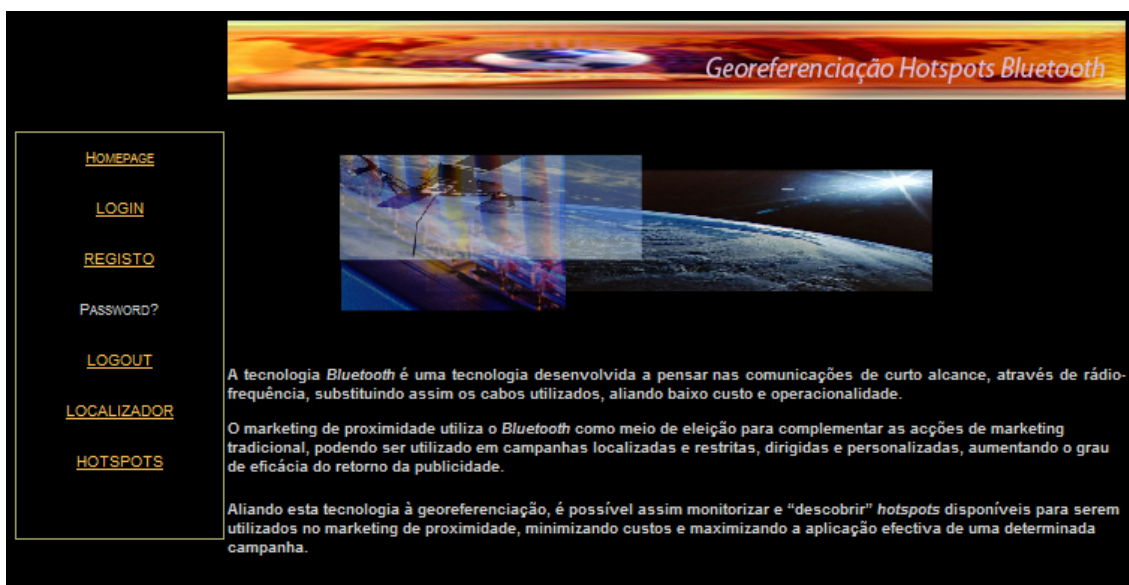 Georeferenciação Hotspots Bluetooth
HOMEPAGE
LOGIN
REGISTO
PASSWORD?
LOGOUT
LOCALIZADOR
HOTSPOTS
A tecnologia Bluetooth é uma tecnologia desenvolvida a pensar nas comunicações de curto alcance, através de rádio-
frequência, substituindo assim os cabos utilizados, aliando baixo custo e operacionalidade.
O marketing de proximidade utiliza o Bluetooth como meio de eleição para complementar as acções de marketing
tradicional, podendo ser utilizado em campanhas localizadas e restritas, dirigidas e personalizadas, aumentando o grau
de eficácia do retorno da publicidade.
Aliando esta tecnologia à georeferenciação, é possível assim monitorizar e “descobrir” hotspots disponíveis para serem
utilizados no marketing de proximidade, minimizando custos e maximizando a aplicação efectiva de uma determinada
campanha.